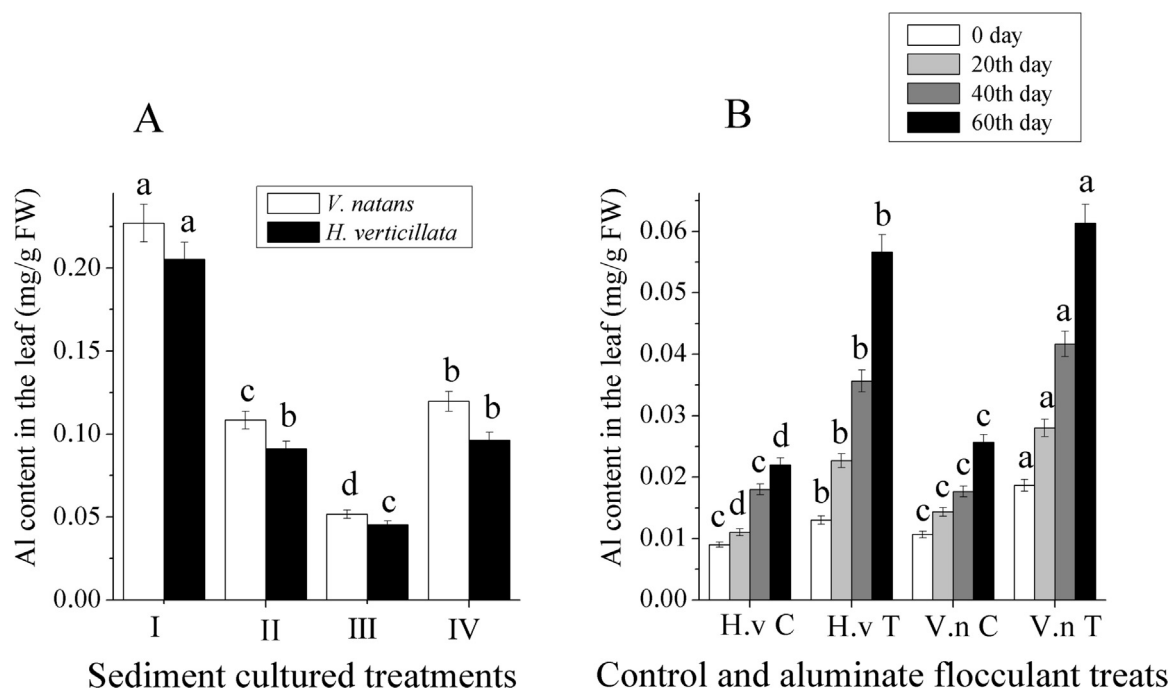 A
Al content in the leaf (mg/g FW)
0.20
0.15
0.10
0.05
0.00
V. natans
H. verticillata
a a
c b
d c
b b
I II III IV
Sediment cultured treatments
B
0 day
20th day
40th day
60th day
Al content in the leaf (mg/g FW)
0.06
0.05
0.04
0.03
0.02
0.01
0.00
c d c d
b b b b
c c c c
a a a a
H.v C H.v T V.n C V.n T
Control and aluminate flocculant treats